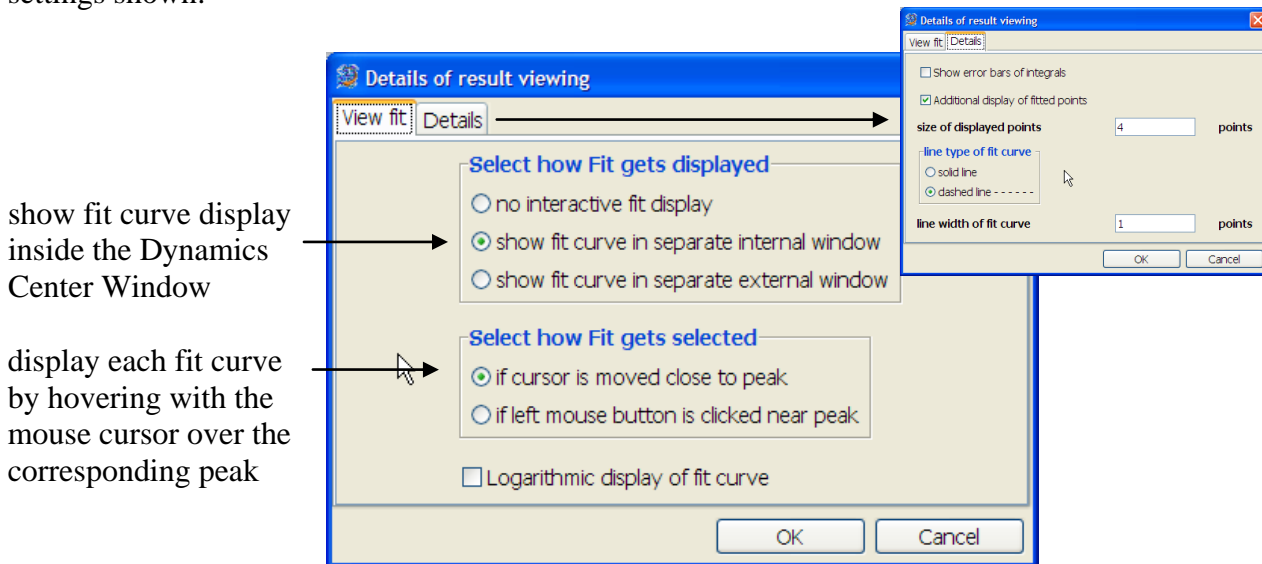 settings shown.
Details of result viewing
View fit Details
Show error bars of integrals
Additional display of fitted points
size of displayed points 4 points
line type of fit curve
solid line
dashed line - - - - - -
line width of fit curve 1 points
OK Cancel
Details of result viewing
View fit Details
Select how Fit gets displayed
no interactive fit display
show fit curve in separate internal window
show fit curve in separate external window
Select how Fit gets selected
if cursor is moved close to peak
if left mouse button is clicked near peak
Logarithmic display of fit curve
OK Cancel
show fit curve display
inside the Dynamics
Center Window
display each fit curve
by hovering with the
mouse cursor over the
corresponding peak